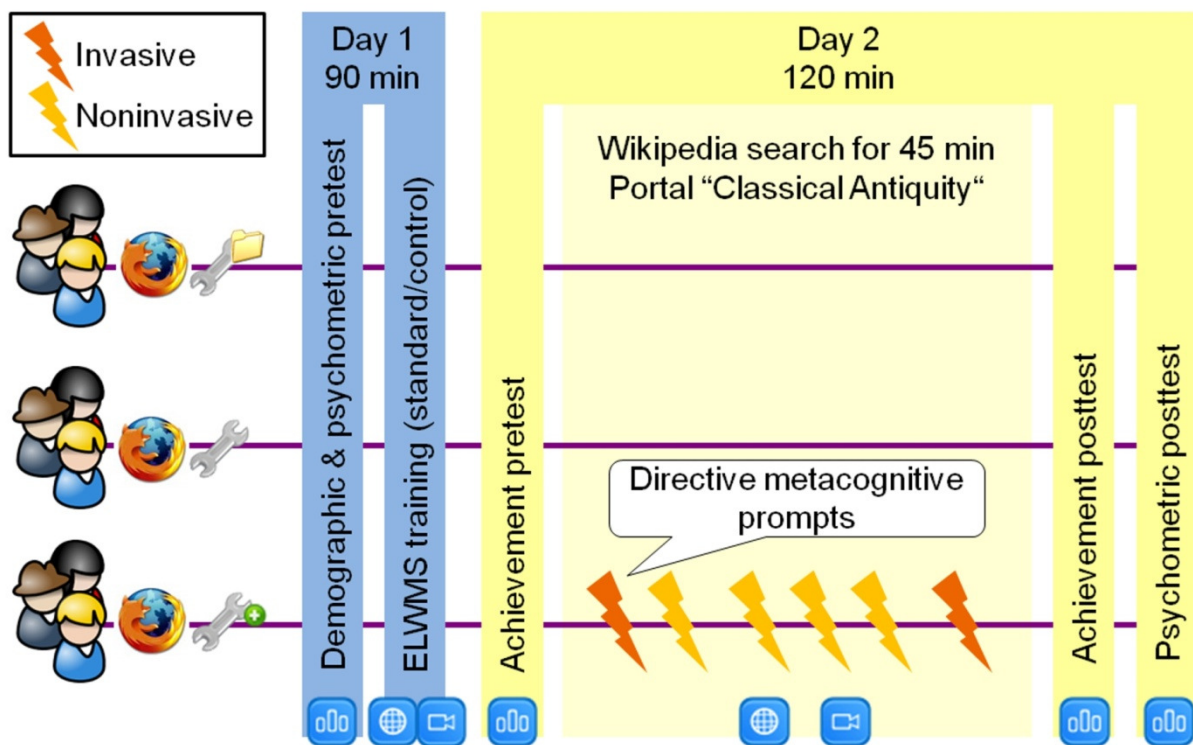 Invasive
Noninvasive
Day 1
90 min
Day 2
120 min
Demographic & psychometric pretest
ELWMS training (standard/control)
Achievement pretest
Wikipedia search for 45 min
Portal “Classical Antiquity“
Directive metacognitive
prompts
Achievement posttest
Psychometric posttest